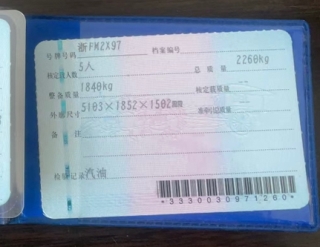 号牌号码 浙FM2X97 档案编号
核定载人数 5人 总质量 2260kg
整备质量 1840kg 核定载质量 --
外廓尺寸 5103×1852×1502mm 准牵引总质量 --
备注
检验记录 汽油
*3330030971260*